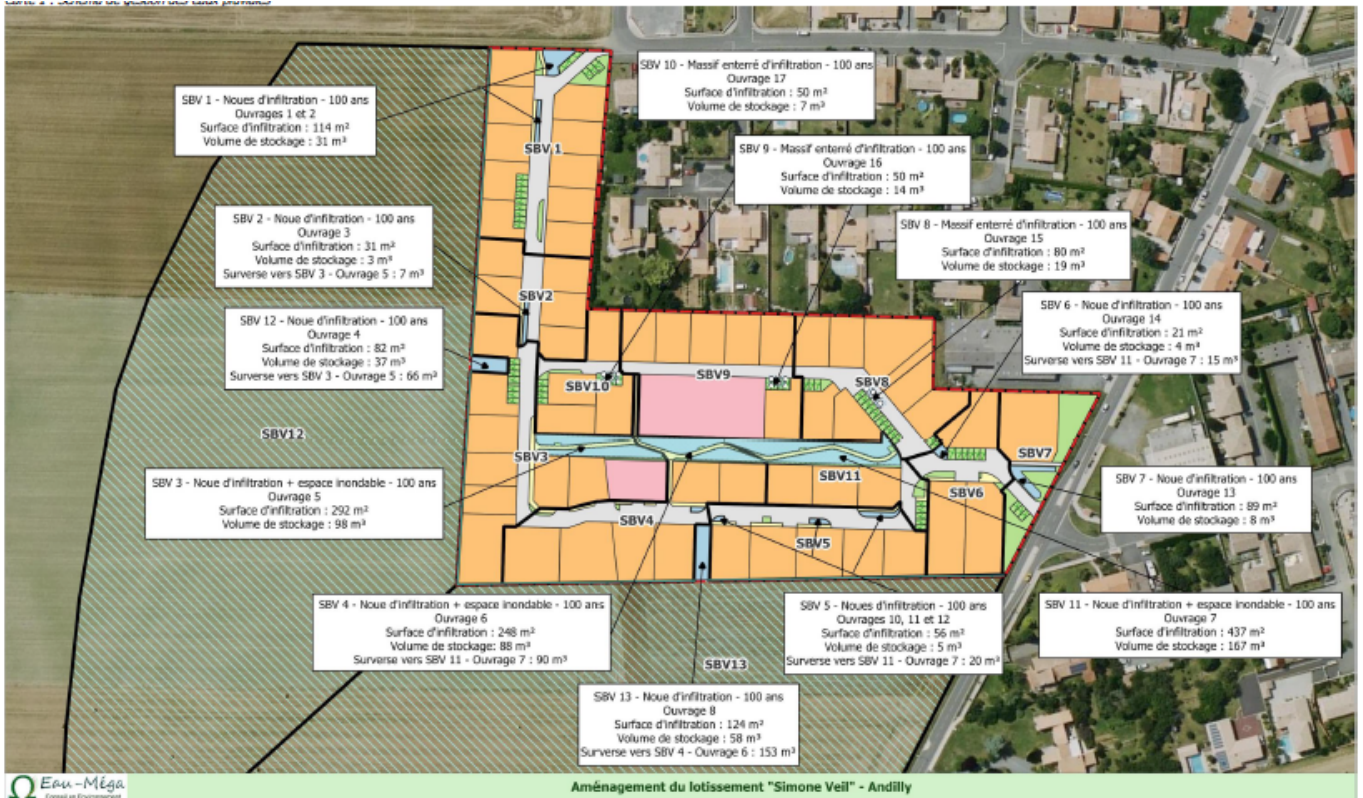 Carte 1 : Schéma de gestion des eaux pluviales
SBV 10 - Massif enterré d'infiltration - 100 ans
Ouvrage 17
Surface d'infiltration : 50 m²
Volume de stockage : 7 m³
SBV 1 - Noues d'infiltration - 100 ans
Ouvrages 1 et 2
Surface d'infiltration : 114 m²
Volume de stockage : 31 m³
SBV 9 - Massif enterré d'infiltration - 100 ans
Ouvrage 16
Surface d'infiltration : 50 m²
Volume de stockage : 14 m³
SBV 1
SBV 2 - Noue d'infiltration - 100 ans
Ouvrage 3
Surface d'infiltration : 31 m²
Volume de stockage : 3 m³
Surverse vers SBV 3 - Ouvrage 5 : 7 m³
SBV 8 - Massif enterré d'infiltration - 100 ans
Ouvrage 15
Surface d'infiltration : 80 m²
Volume de stockage : 19 m³
SBV2
SBV 6 - Noue d'infiltration - 100 ans
Ouvrage 14
Surface d'infiltration : 21 m²
Volume de stockage : 4 m³
Surverse vers SBV 11 - Ouvrage 7 : 15 m³
SBV 12 - Noue d'infiltration - 100 ans
Ouvrage 4
Surface d'infiltration : 82 m²
Volume de stockage : 37 m³
Surverse vers SBV 3 - Ouvrage 5 : 66 m³
SBV10
SBV9
SBV8
SBV12
SBV3
SBV11
SBV7
SBV6
SBV 3 - Noue d'infiltration + espace inondable - 100 ans
Ouvrage 5
Surface d'infiltration : 292 m²
Volume de stockage : 98 m³
SBV 7 - Noue d'infiltration - 100 ans
Ouvrage 13
Surface d'infiltration : 89 m²
Volume de stockage : 8 m³
SBV4
SBV5
SBV 4 - Noue d'infiltration + espace inondable - 100 ans
Ouvrage 6
Surface d'infiltration : 248 m²
Volume de stockage: 88 m³
Surverse vers SBV 11 - Ouvrage 7 : 90 m³
SBV 5 - Noues d'infiltration - 100 ans
Ouvrages 10, 11 et 12
Surface d'infiltration : 56 m²
Volume de stockage : 5 m³
Surverse vers SBV 11 - Ouvrage 7 : 20 m³
SBV 11 - Noue d'infiltration + espace inondable - 100 ans
Ouvrage 7
Surface d'infiltration : 437 m²
Volume de stockage : 167 m³
SBV13
SBV 13 - Noue d'infiltration - 100 ans
Ouvrage 8
Surface d'infiltration : 124 m²
Volume de stockage : 58 m³
Surverse vers SBV 4 - Ouvrage 6 : 153 m³
Eau-Méga
Conseil en Environnement
Aménagement du lotissement "Simone Veil" - Andilly